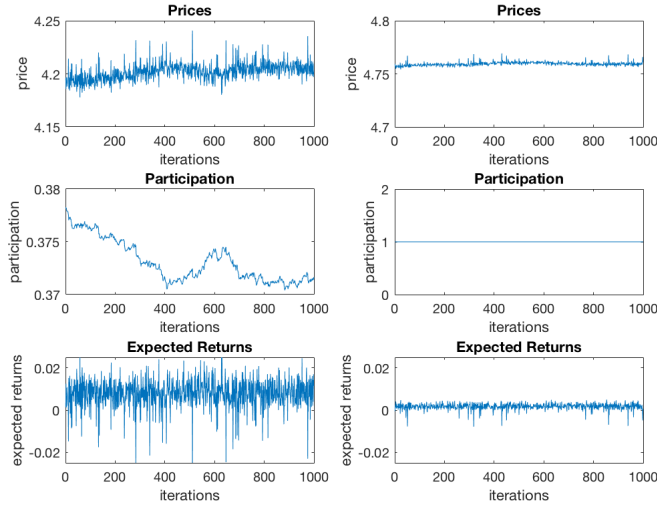 Prices
4.25
4.2
4.15
price
0 200 400 600 800 1000
iterations
Prices
4.8
4.75
4.7
price
0 200 400 600 800 1000
iterations
Participation
0.38
0.375
0.37
participation
0 200 400 600 800 1000
iterations
Participation
2
1
0
participation
0 200 400 600 800 1000
iterations
Expected Returns
0.02
0
-0.02
expected returns
0 200 400 600 800 1000
iterations
Expected Returns
0.02
0
-0.02
expected returns
0 200 400 600 800 1000
iterations